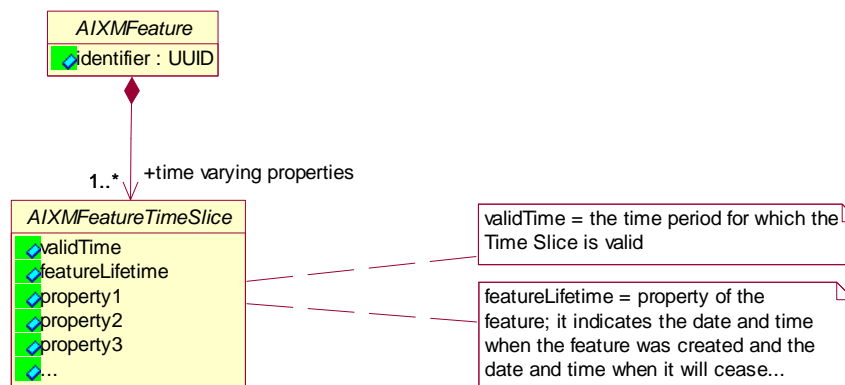 AIXMFeature
identifier : UUID
+time varying properties
1..*
AIXMFeatureTimeSlice
validTime
featureLifetime
property1
property2
property3
...
validTime = the time period for which the
Time Slice is valid
featureLifetime = property of the
feature; it indicates the date and time
when the feature was created and the
date and time when it will cease...